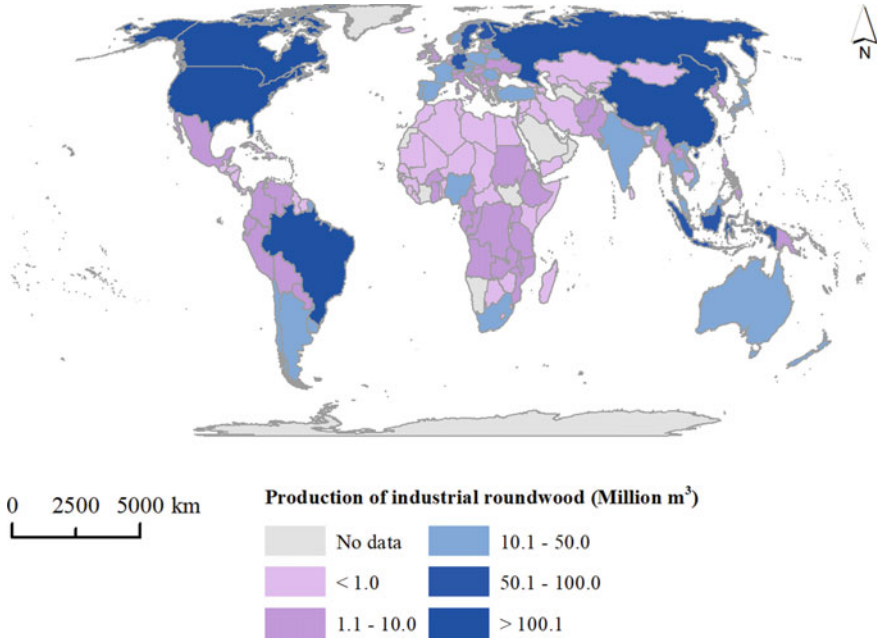 N
0 2500 5000 km
Production of industrial roundwood (Million m³)
No data
10.1 - 50.0
< 1.0
50.1 - 100.0
1.1 - 10.0
> 100.1